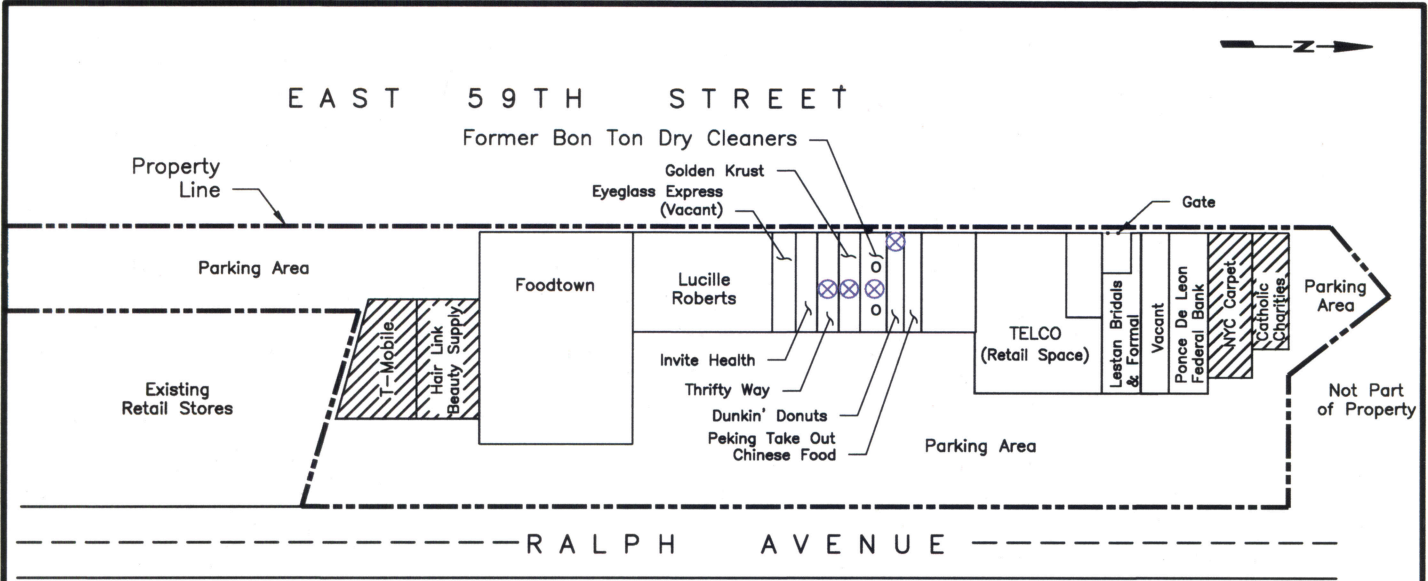 N
EAST 59TH STREET
Former Bon Ton Dry Cleaners
Property
Line
Golden Krust
Eyeglass Express
(Vacant)
Gate
Parking Area
Foodtown
Lucille
Roberts
Parking
Area
T-Mobile
Hair Link
Beauty Supply
TELCO
(Retail Space)
Lestan Bridals
& Formal
Vacant
Ponce De Leon
Federal Bank
NYC Carpet
Catholic
Charities
Invite Health
Thrifty Way
Dunkin' Donuts
Peking Take Out
Chinese Food
Existing
Retail Stores
Parking Area
Not Part
of Property
RALPH AVENUE